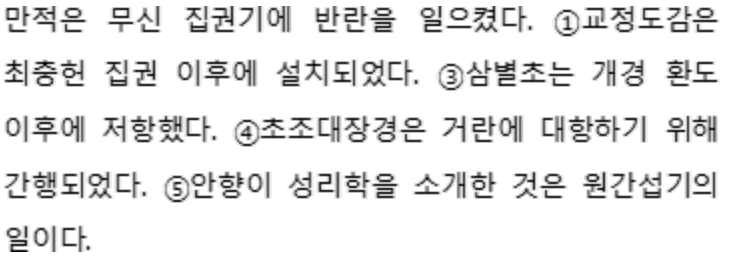 만적은 무신 집권기에 반란을 일으켰다. ①교정도감은
최충헌 집권 이후에 설치되었다. ③삼별초는 개경 환도
이후에 저항했다. ④초조대장경은 거란에 대항하기 위해
간행되었다. ⑤안향이 성리학을 소개한 것은 원간섭기의
일이다.